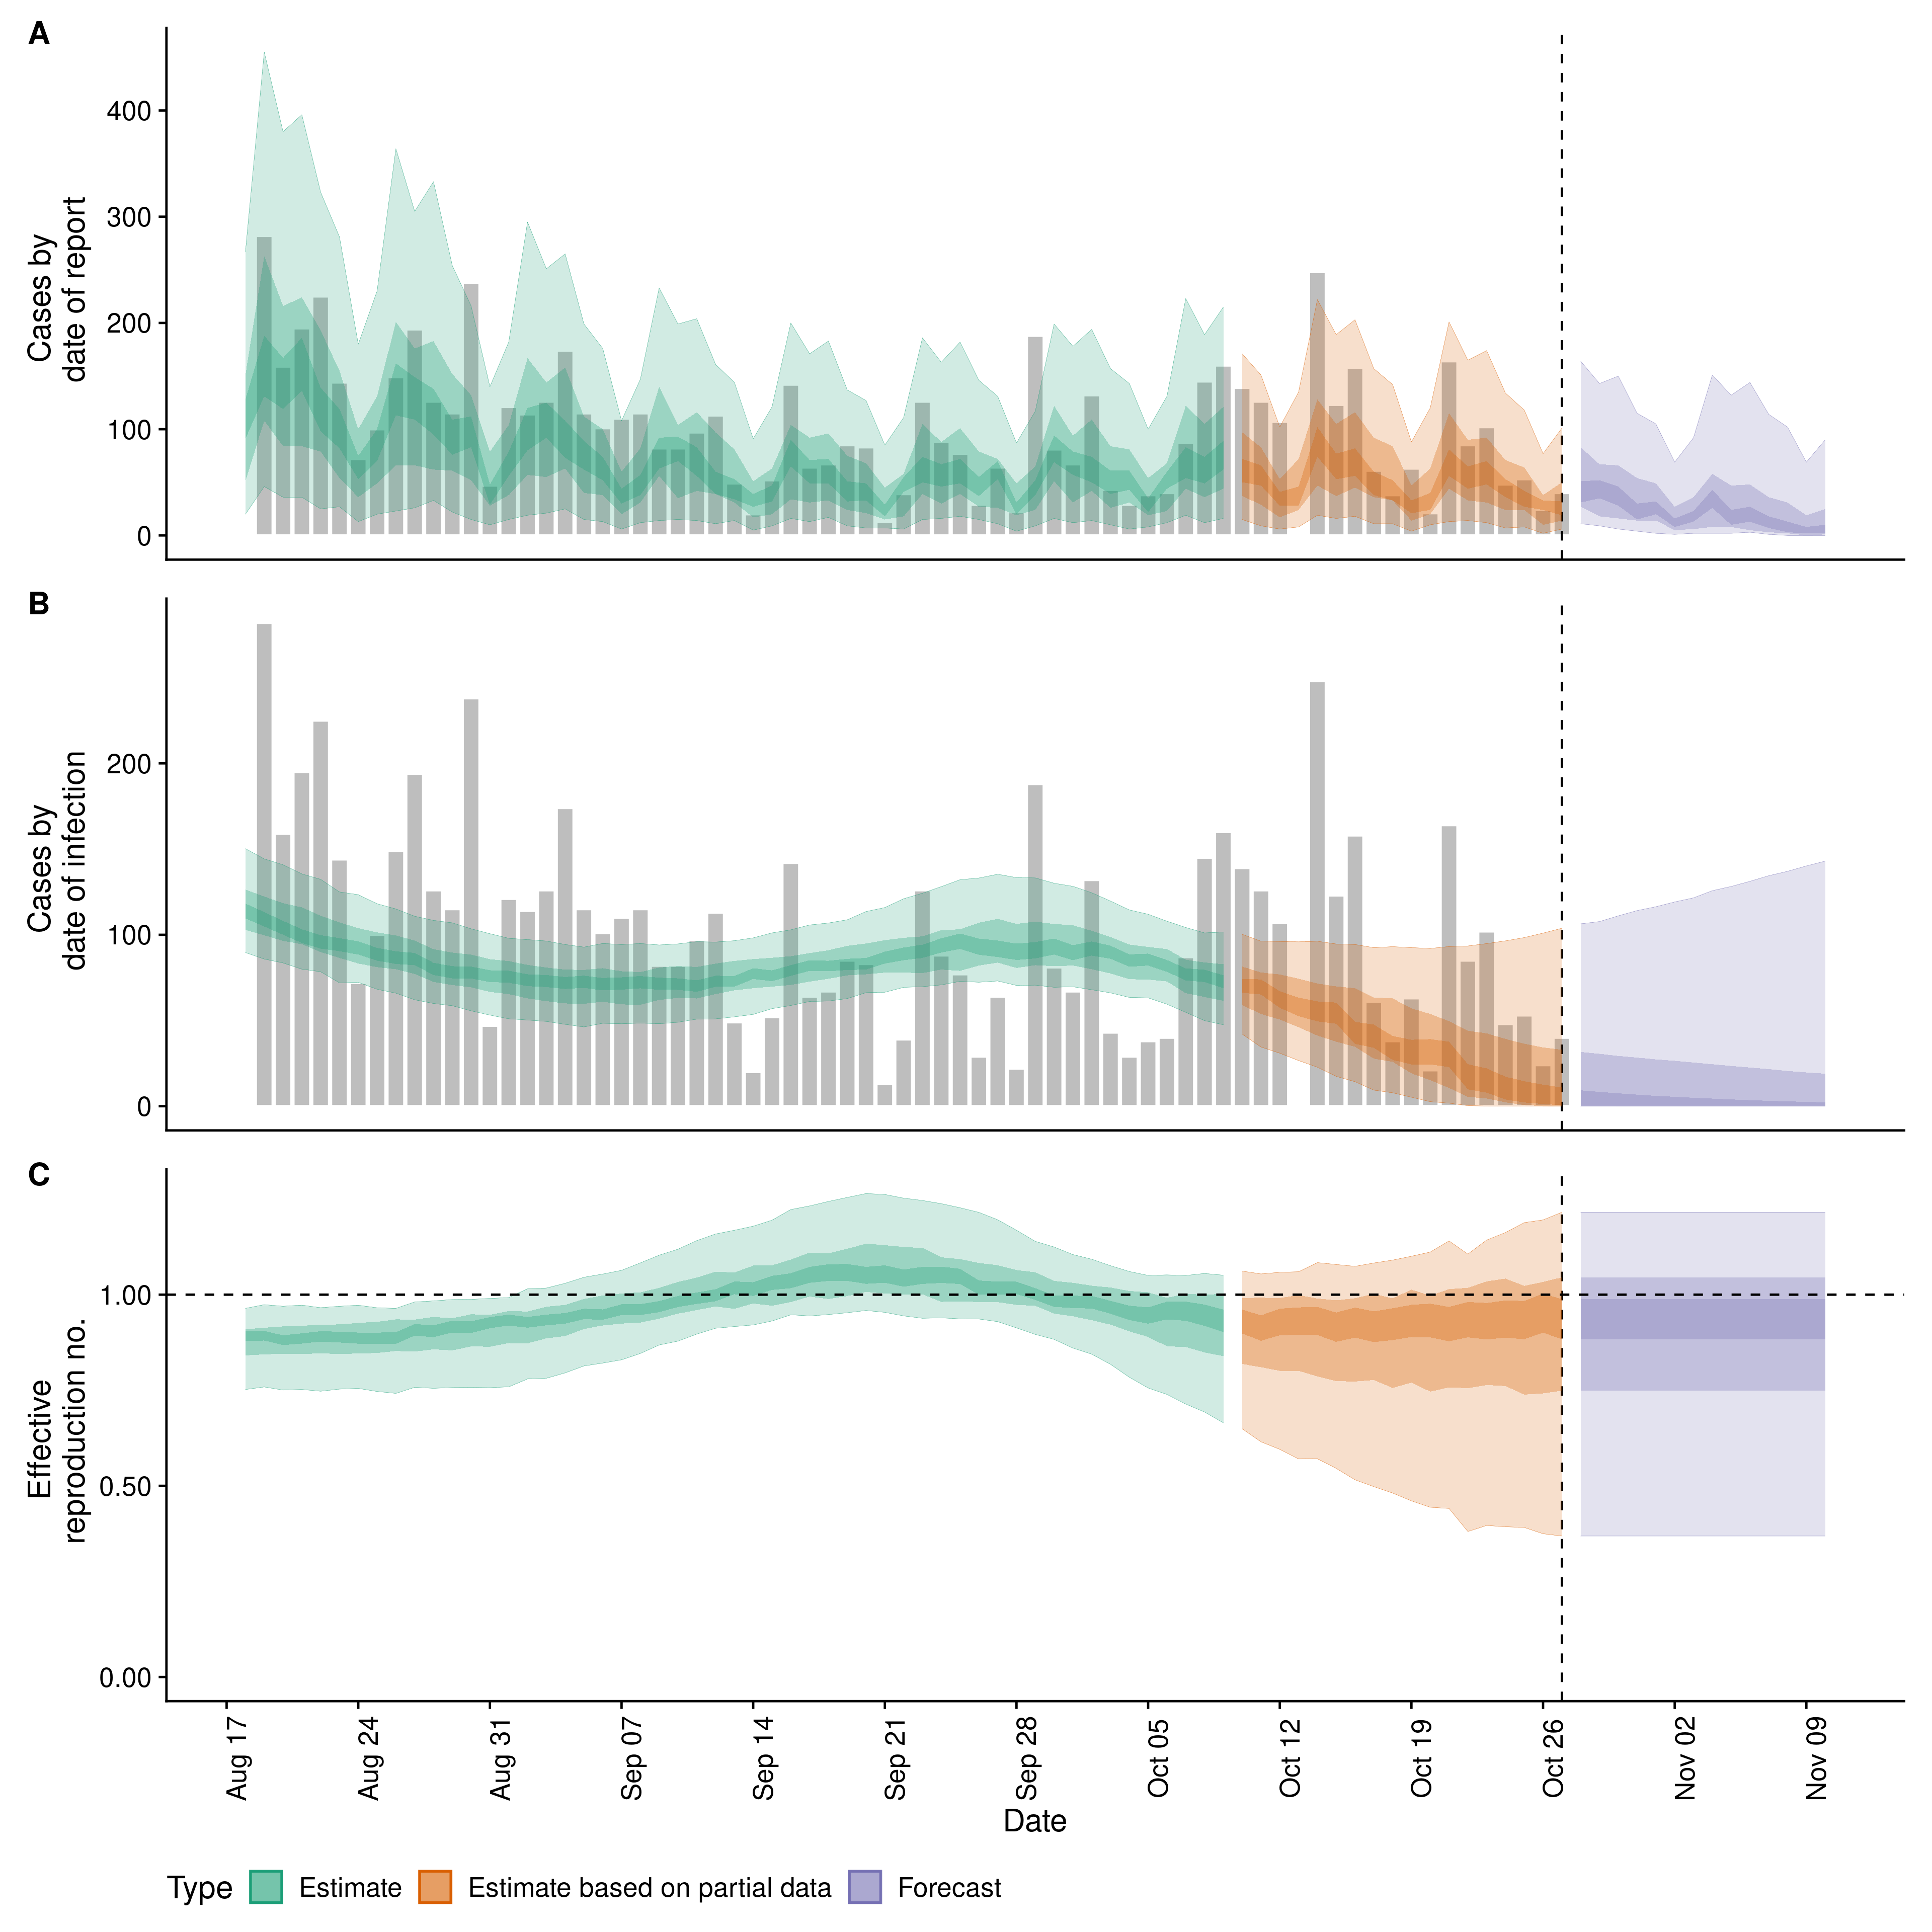 A
Cases by
date of report
400
300
200
100
0
B
Cases by
date of infection
200
100
0
C
Effective
reproduction no.
1.00
0.50
0.00
Aug 17
Aug 24
Aug 31
Sep 07
Sep 14
Sep 21
Sep 28
Oct 05
Oct 12
Oct 19
Oct 26
Nov 02
Nov 09
Date
Type Estimate Estimate based on partial data Forecast